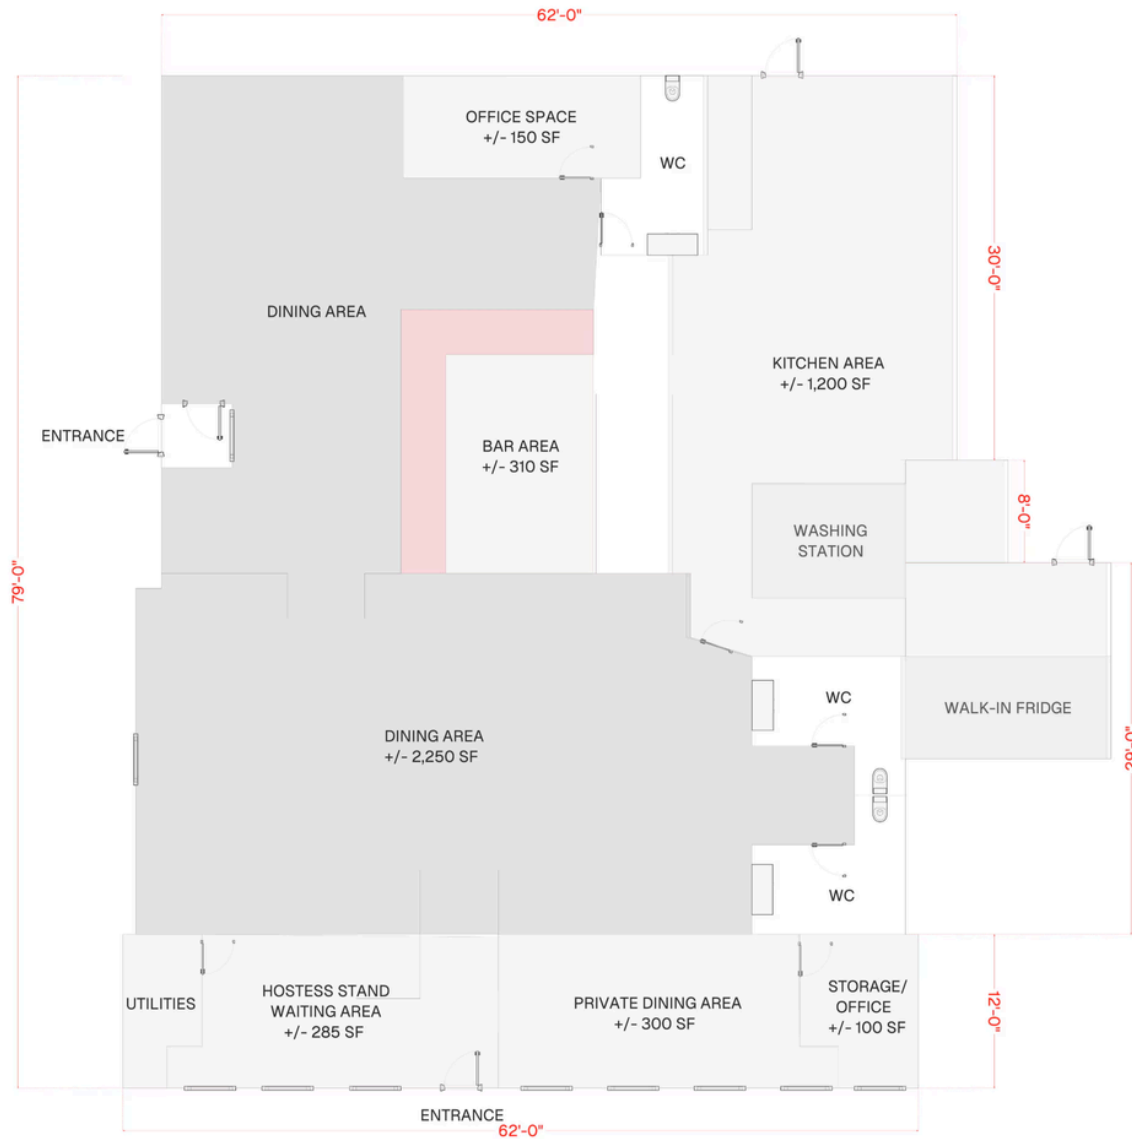 62'-0"
OFFICE SPACE
+/- 150 SF
WC
30'-0"
DINING AREA
KITCHEN AREA
+/- 1,200 SF
ENTRANCE
BAR AREA
+/- 310 SF
8'-0"
WASHING
STATION
79'-0"
WC
WALK-IN FRIDGE
DINING AREA
+/- 2,250 SF
WC
UTILITIES
HOSTESS STAND
WAITING AREA
+/- 285 SF
PRIVATE DINING AREA
+/- 300 SF
STORAGE/
OFFICE
+/- 100 SF
12'-0"
ENTRANCE
62'-0"